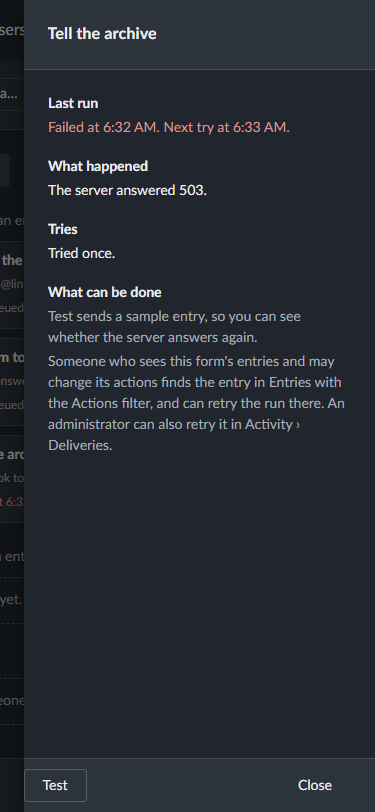 Tell the archive
Last run
Failed at 6:32 AM. Next try at 6:33 AM.
What happened
The server answered 503.
Tries
Tried once.
What can be done
Test sends a sample entry, so you can see
whether the server answers again.
Someone who sees this form's entries and may
change its actions finds the entry in Entries with
the Actions filter, and can retry the run there. An
administrator can also retry it in Activity ›
Deliveries.
Test
Close
the
yet.